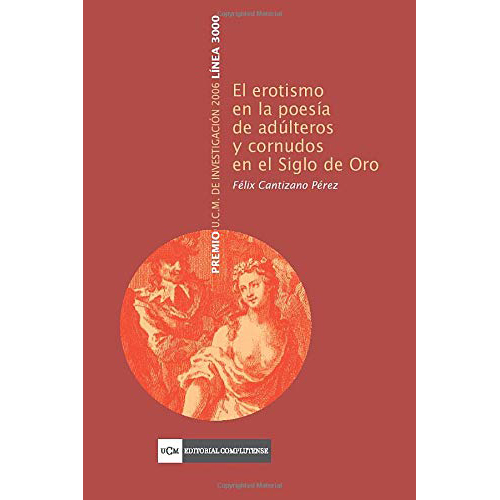 PREMIO U.C.M. DE INVESTIGACIÓN 2006 LÍNEA 3000
El erotismo
en la poesía
de adúlteros
y cornudos
en el Siglo de Oro
Félix Cantizano Pérez
UCM EDITORIAL COMPLUTENSE